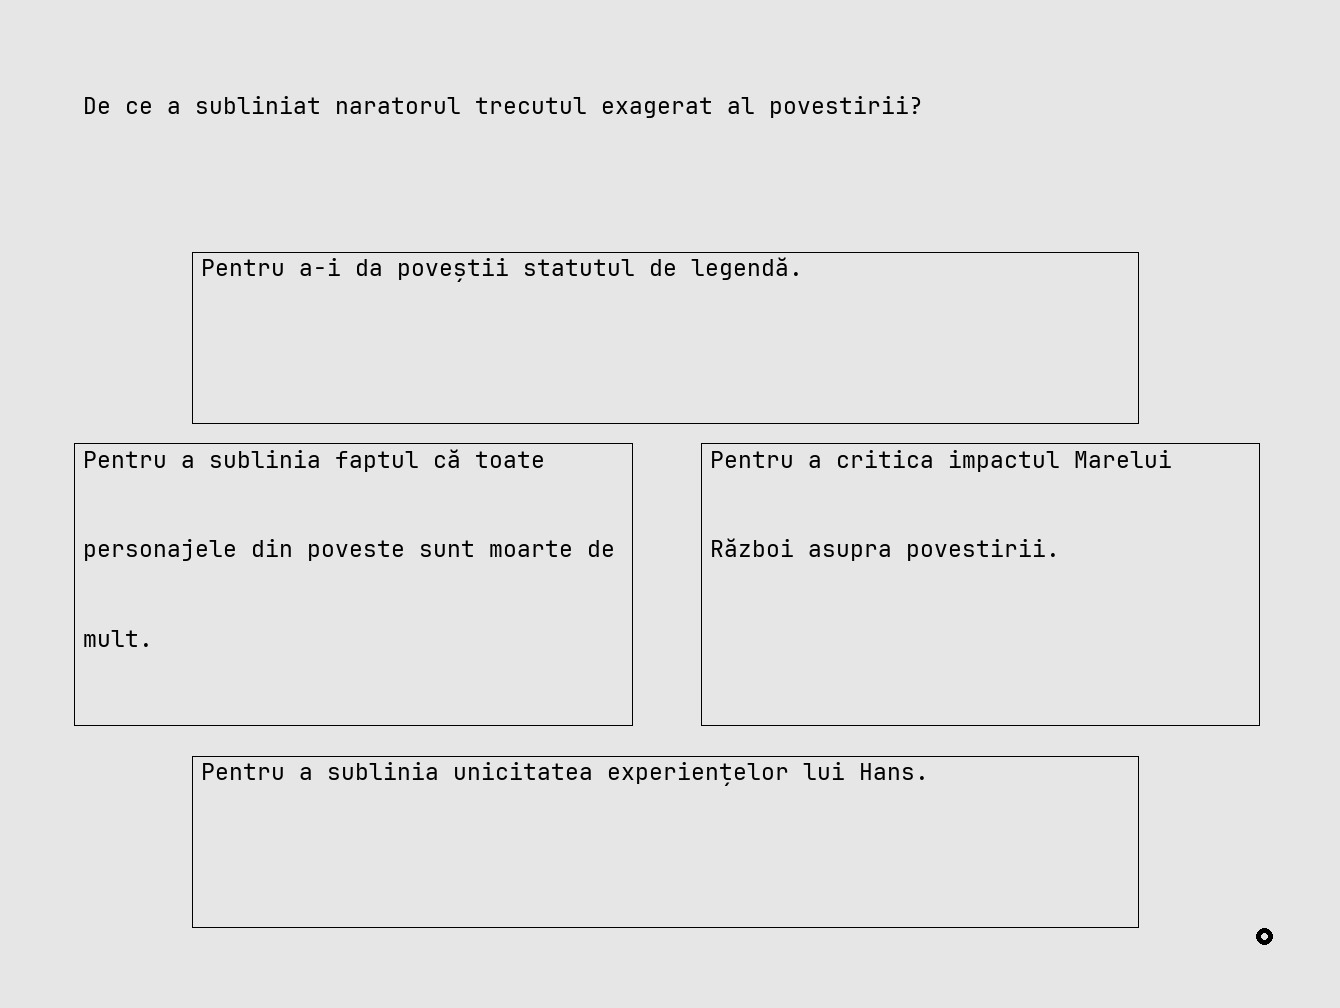 De ce a subliniat naratorul trecutul exagerat al povestirii?
Pentru a-i da poveștii statutul de legendă.
Pentru a sublinia faptul că toate
personajele din poveste sunt moarte de
mult.
Pentru a critica impactul Marelui
Război asupra povestirii.
Pentru a sublinia unicitatea experiențelor lui Hans.